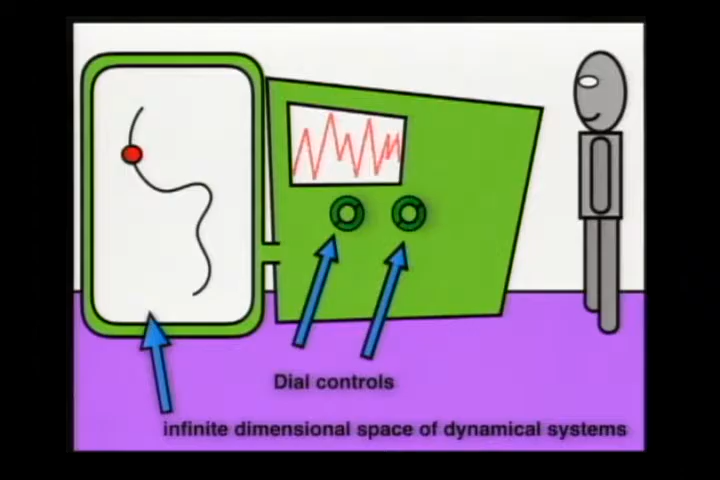 Dial controls
infinite dimensional space of dynamical systems